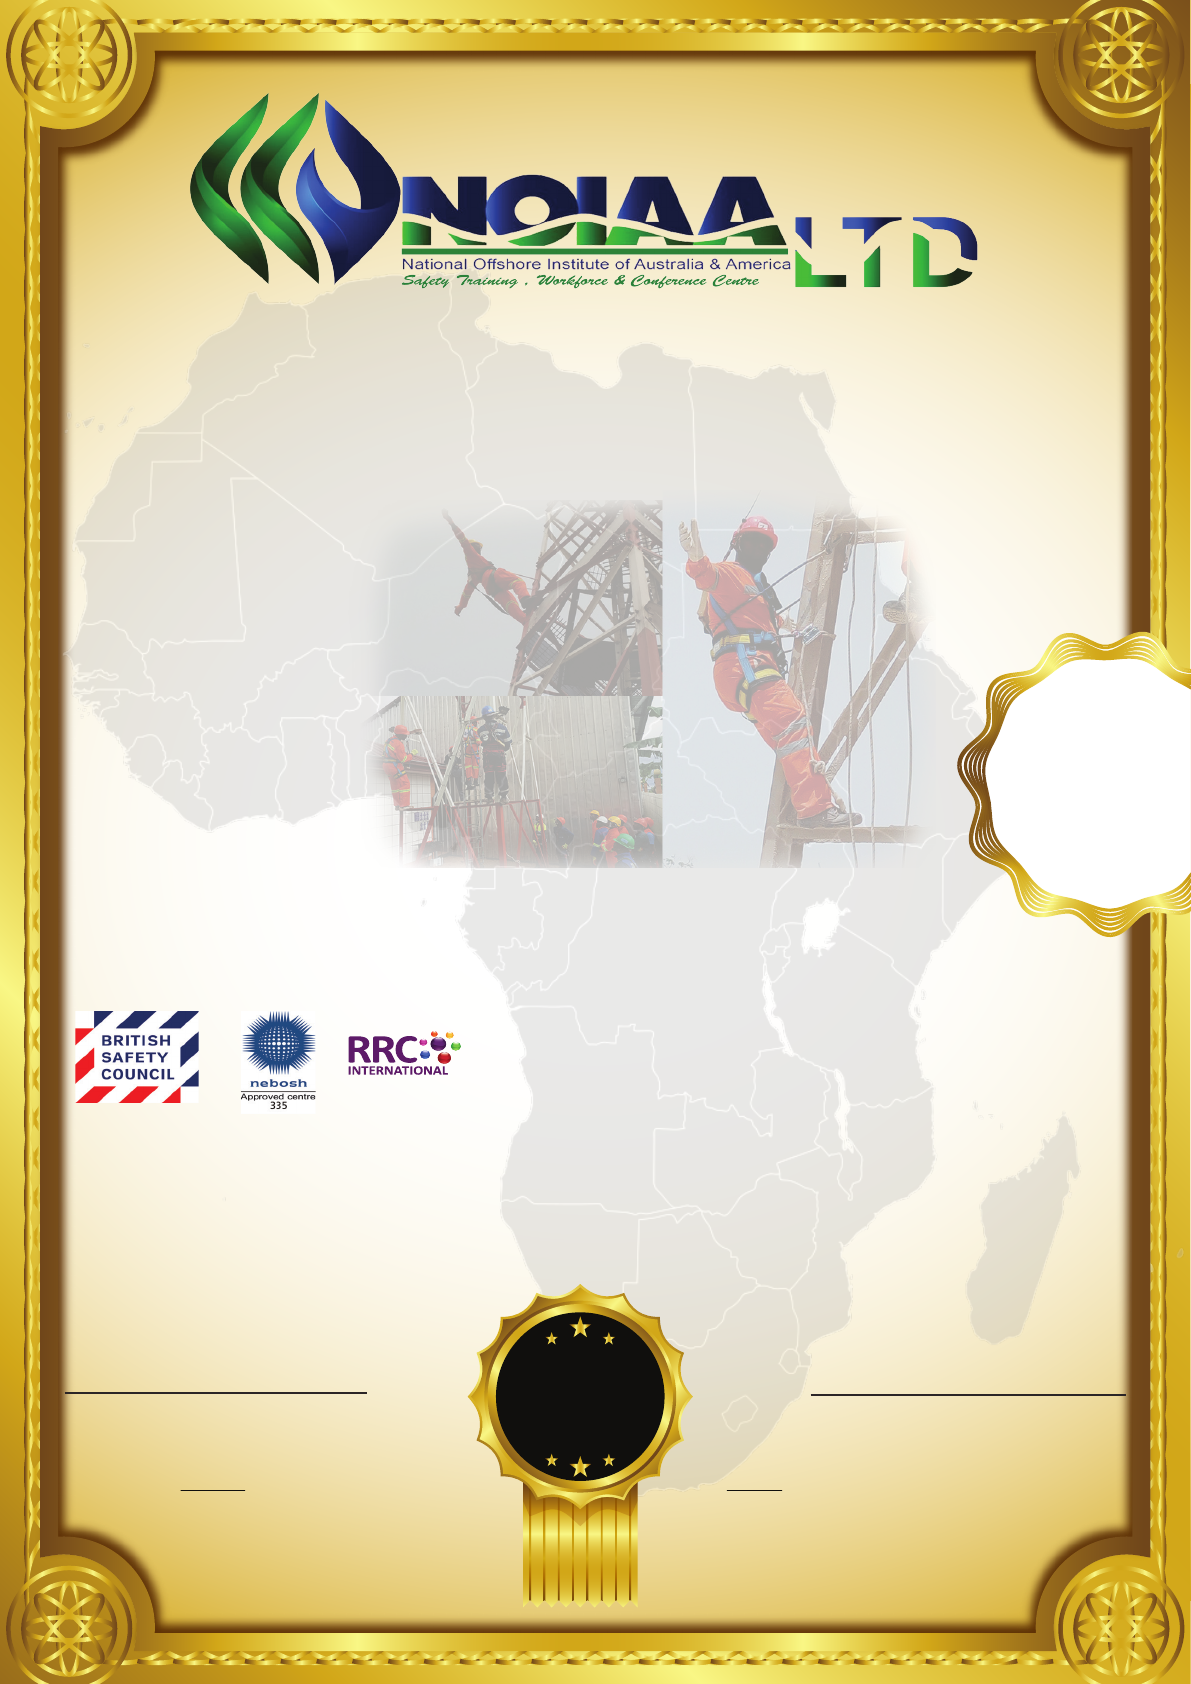 NOIAA LTD
National Offshore Institute of Australia & America
Safety Training . Workforce & Conference Centre
BRITISH
SAFETY
COUNCIL
nebosh
Approved centre
335
RRC
INTERNATIONAL